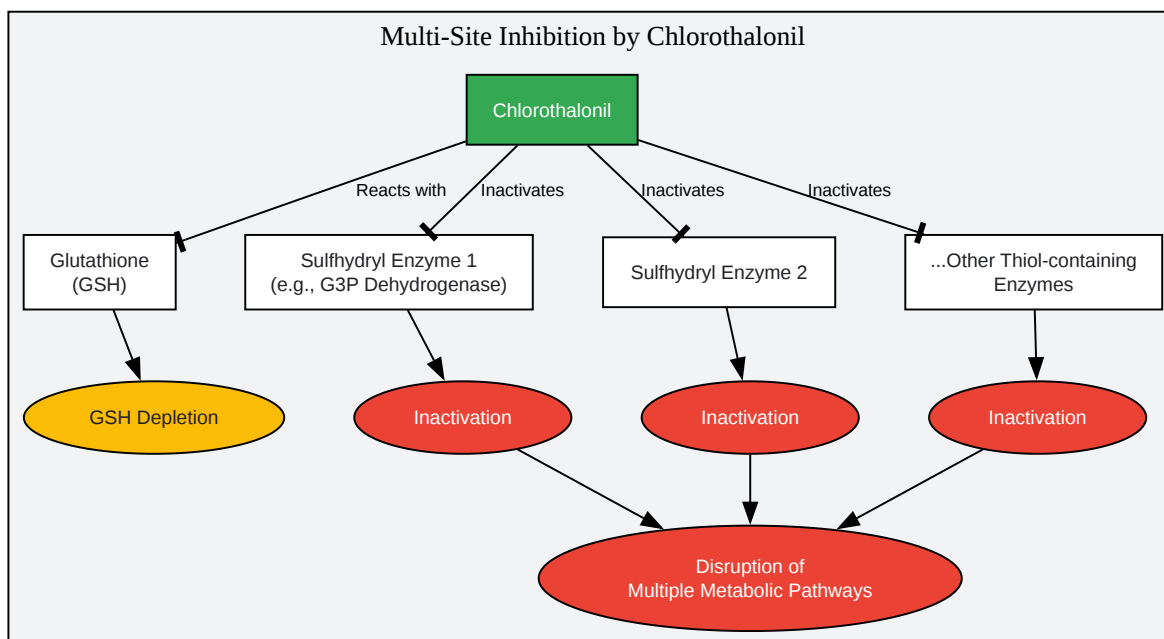 Multi-Site Inhibition by Chlorothalonil
Chlorothalonil
Reacts with
Inactivates
Inactivates
Inactivates
Glutathione
(GSH)
Sulfhydryl Enzyme 1
(e.g., G3P Dehydrogenase)
Sulfhydryl Enzyme 2
...Other Thiol-containing
Enzymes
GSH Depletion
Inactivation
Inactivation
Inactivation
Disruption of
Multiple Metabolic Pathways